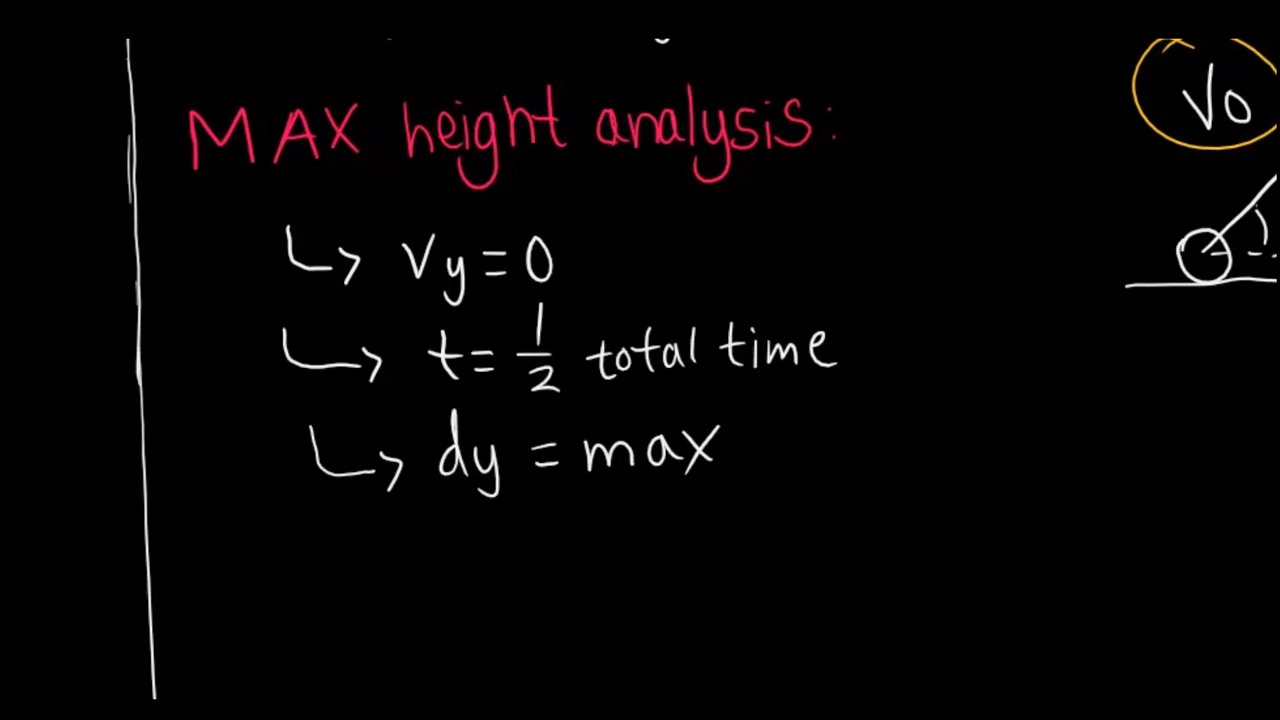 MAX height analysis:
Vo
↳ Vy = 0
↳ t = 1/2 total time
↳ dy = max